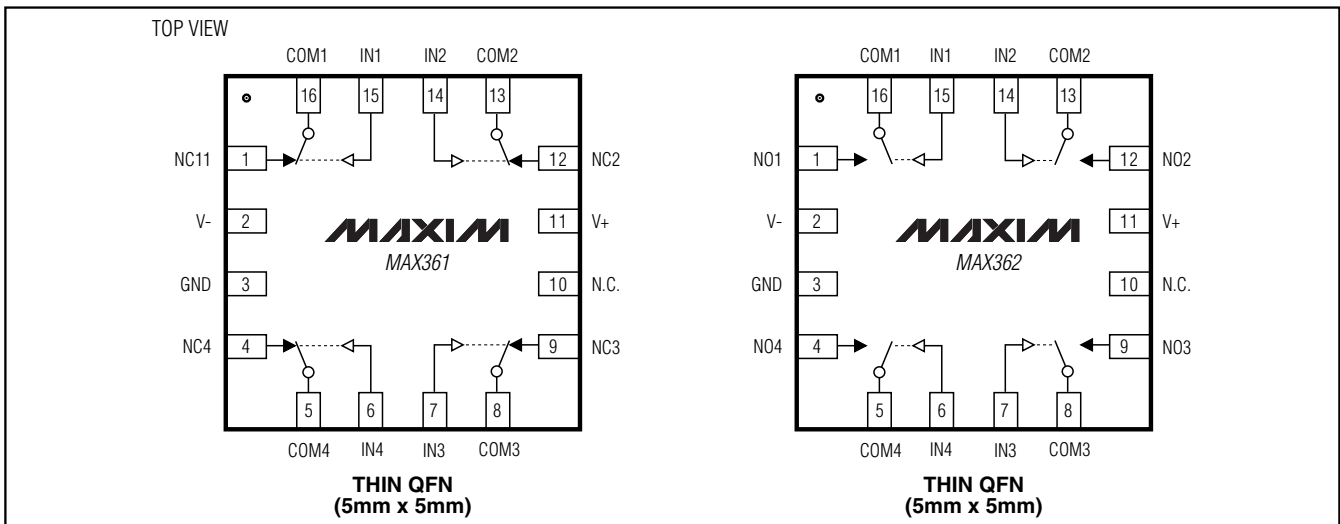 TOP VIEW
COM1 IN1 IN2 COM2
16 15 14 13
NC11 1 12 NC2
V- 2 11 V+
MAXIM
MAX361
GND 3 10 N.C.
NC4 4 9 NC3
5 6 7 8
COM4 IN4 IN3 COM3
THIN QFN
(5mm x 5mm)
COM1 IN1 IN2 COM2
16 15 14 13
NO1 1 12 NO2
V- 2 11 V+
MAXIM
MAX362
GND 3 10 N.C.
NO4 4 9 NO3
5 6 7 8
COM4 IN4 IN3 COM3
THIN QFN
(5mm x 5mm)